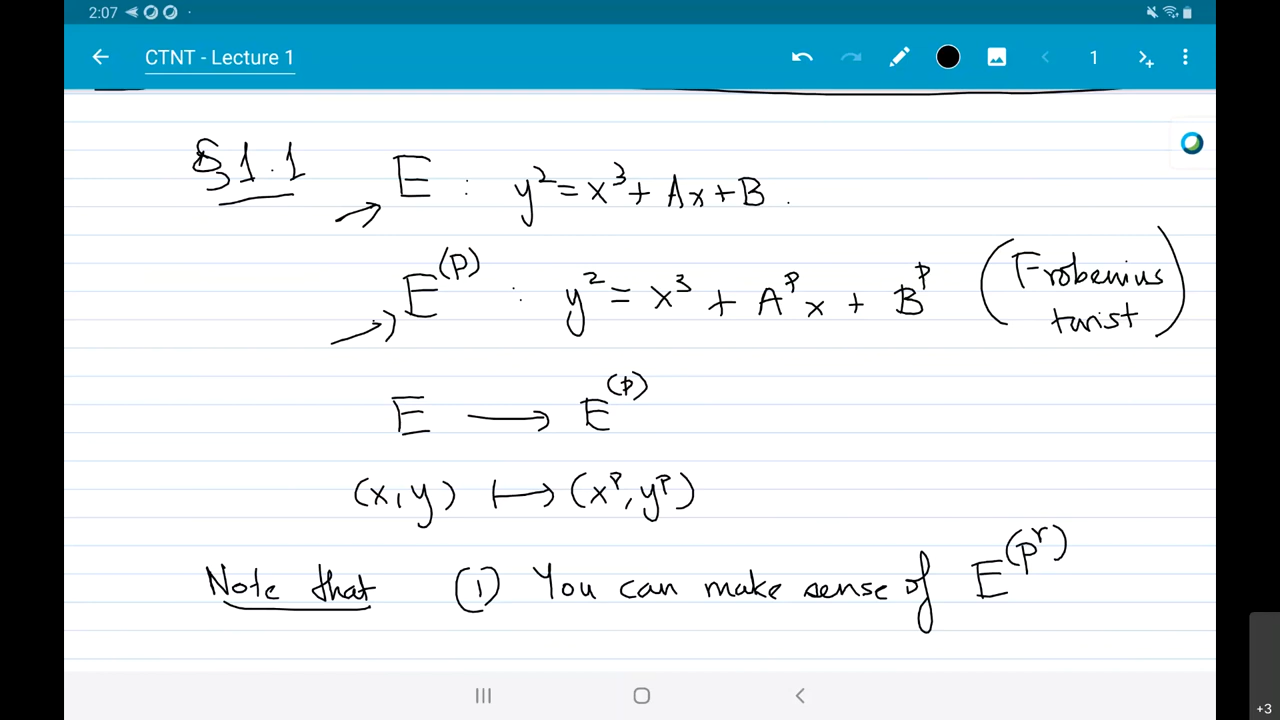 2:07
CTNT - Lecture 1
1
§1.1 E : y² = x³ + Ax + B .
E^(p) : y² = x³ + A^p x + B^p (Frobenius twist)
E ⟶ E^(p)
(x, y) ⟼ (x^p, y^p)
Note that (1) You can make sense of E^(p^r)
+3